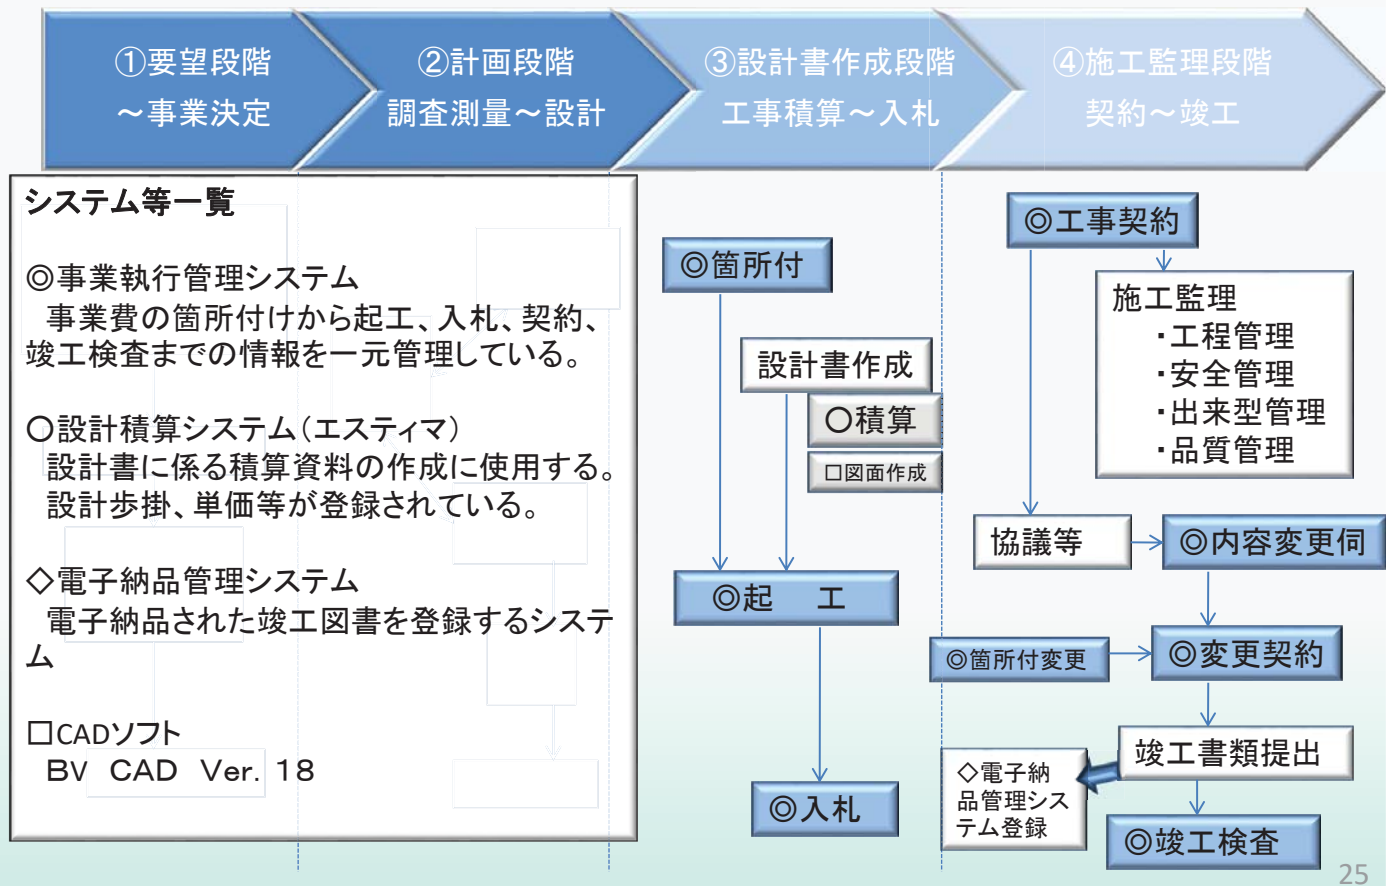 ①要望段階
～事業決定
②計画段階
調査測量～設計
③設計書作成段階
工事積算～入札
④施工監理段階
契約～竣工
システム等一覧
◎事業執行管理システム
事業費の箇所付けから起工、入札、契約、
竣工検査までの情報を一元管理している。
○設計積算システム（エスティマ）
設計書に係る積算資料の作成に使用する。
設計歩掛、単価等が登録されている。
◇電子納品管理システム
電子納品された竣工図書を登録するシステ
ム
□CADソフト
BV CAD Ver. 18
◎箇所付
設計書作成
○積算
□図面作成
◎起　工
◎入札
◎工事契約
施工監理
・工程管理
・安全管理
・出来型管理
・品質管理
協議等
◎内容変更伺
◎箇所付変更
◎変更契約
竣工書類提出
◇電子納
品管理シス
テム登録
◎竣工検査
25